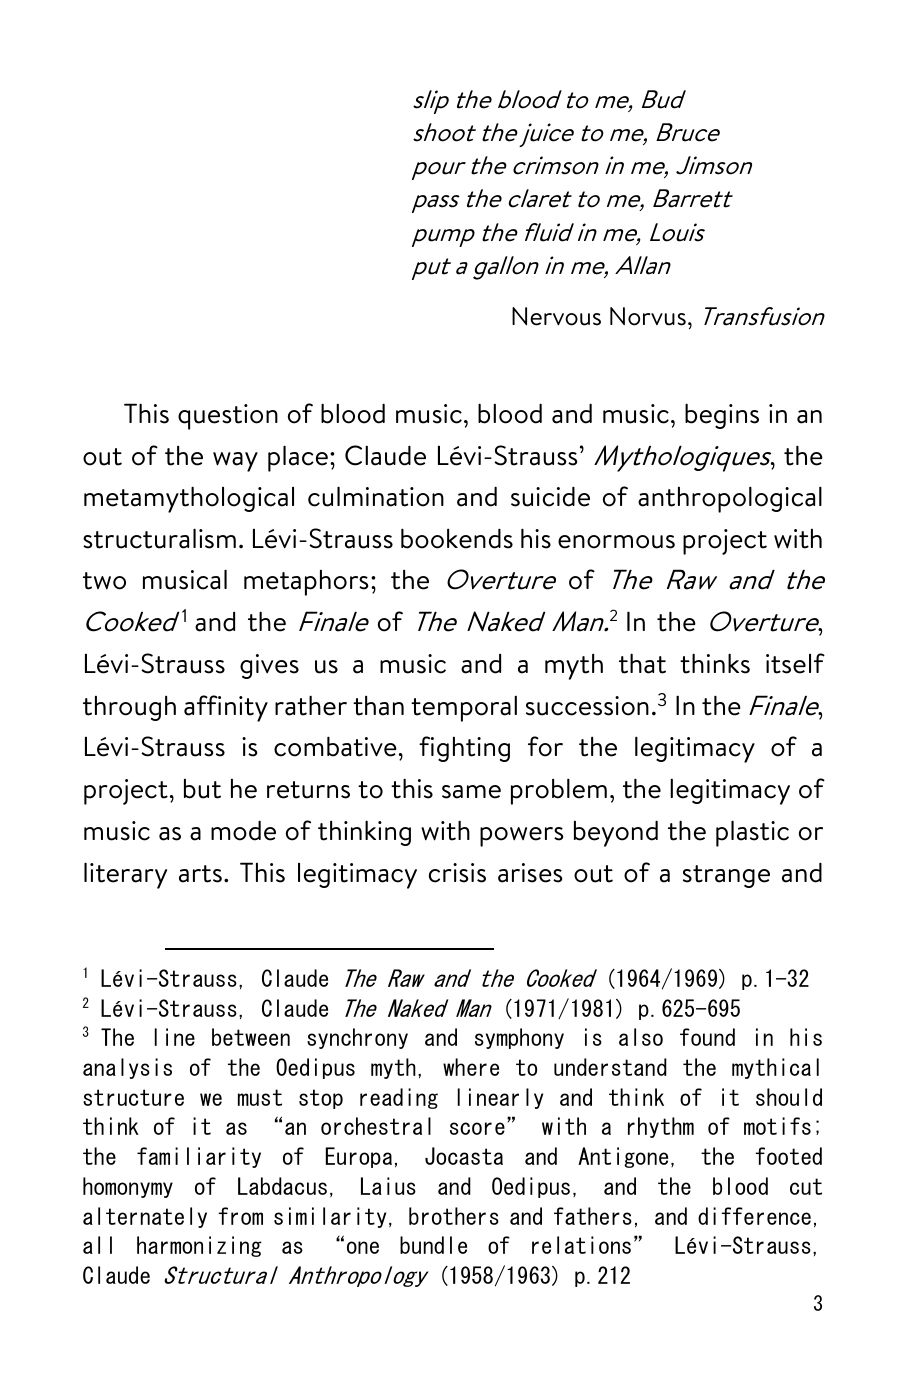 slip the blood to me, Bud
shoot the juice to me, Bruce
pour the crimson in me, Jimson
pass the claret to me, Barrett
pump the fluid in me, Louis
put a gallon in me, Allan
Nervous Norvus, Transfusion
This question of blood music, blood and music, begins in an
out of the way place; Claude Lévi-Strauss’ Mythologiques, the
metamythological culmination and suicide of anthropological
structuralism. Lévi-Strauss bookends his enormous project with
two musical metaphors; the Overture of The Raw and the
Cooked¹ and the Finale of The Naked Man.² In the Overture,
Lévi-Strauss gives us a music and a myth that thinks itself
through affinity rather than temporal succession.³ In the Finale,
Lévi-Strauss is combative, fighting for the legitimacy of a
project, but he returns to this same problem, the legitimacy of
music as a mode of thinking with powers beyond the plastic or
literary arts. This legitimacy crisis arises out of a strange and
¹ Lévi-Strauss, Claude The Raw and the Cooked (1964/1969) p.1-32
² Lévi-Strauss, Claude The Naked Man (1971/1981) p.625-695
³ The line between synchrony and symphony is also found in his
analysis of the Oedipus myth, where to understand the mythical
structure we must stop reading linearly and think of it should
think of it as “an orchestral score” with a rhythm of motifs;
the familiarity of Europa, Jocasta and Antigone, the footed
homonymy of Labdacus, Laius and Oedipus, and the blood cut
alternately from similarity, brothers and fathers, and difference,
all harmonizing as “one bundle of relations” Lévi-Strauss,
Claude Structural Anthropology (1958/1963) p.212
3